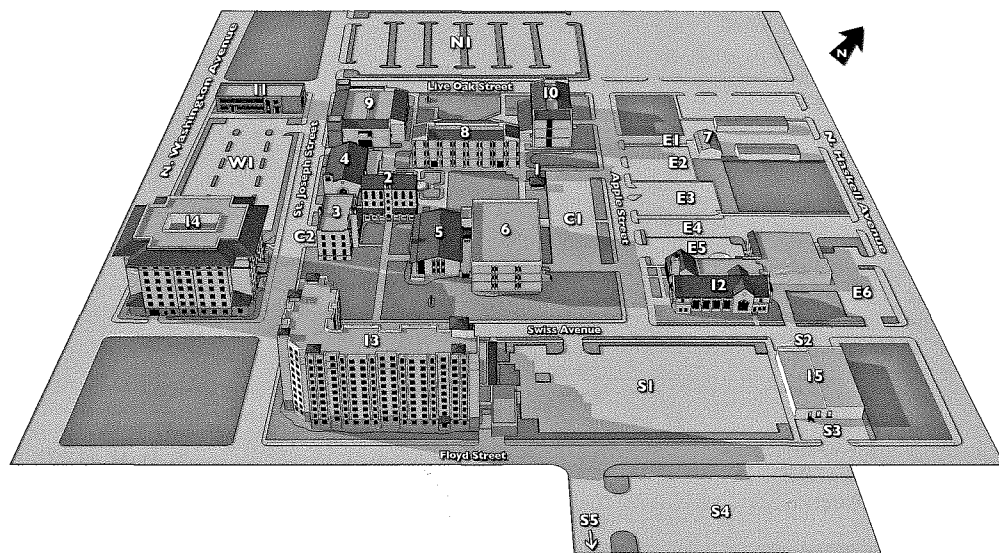 N1
N
N. Washington Avenue
Live Oak Street
11
9
10
W1
St. Joseph Street
8
E1
7
4
2
1
E2
N. Haskell Avenue
14
3
C2
5
6
C1
Apple Street
E3
E4
E5
12
E6
13
Swiss Avenue
S2
S1
15
S3
Floyd Street
S5
S4